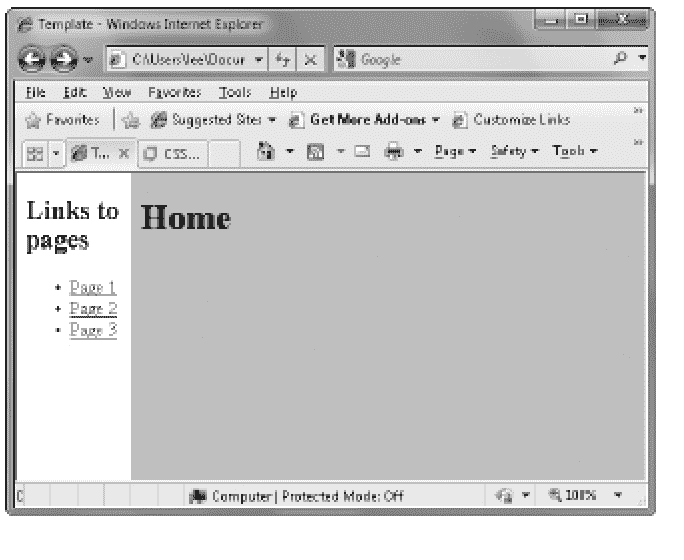 Template - Windows Internet Explorer
C:\Users\lee\Docur
Google
File Edit View Favorites Tools Help
Favorites Suggested Sites Get More Add-ons Customize Links
T... CSS... Page Safety Tools
Links to
pages
Home
• Page 1
• Page 2
• Page 3
Computer | Protected Mode: Off 100%